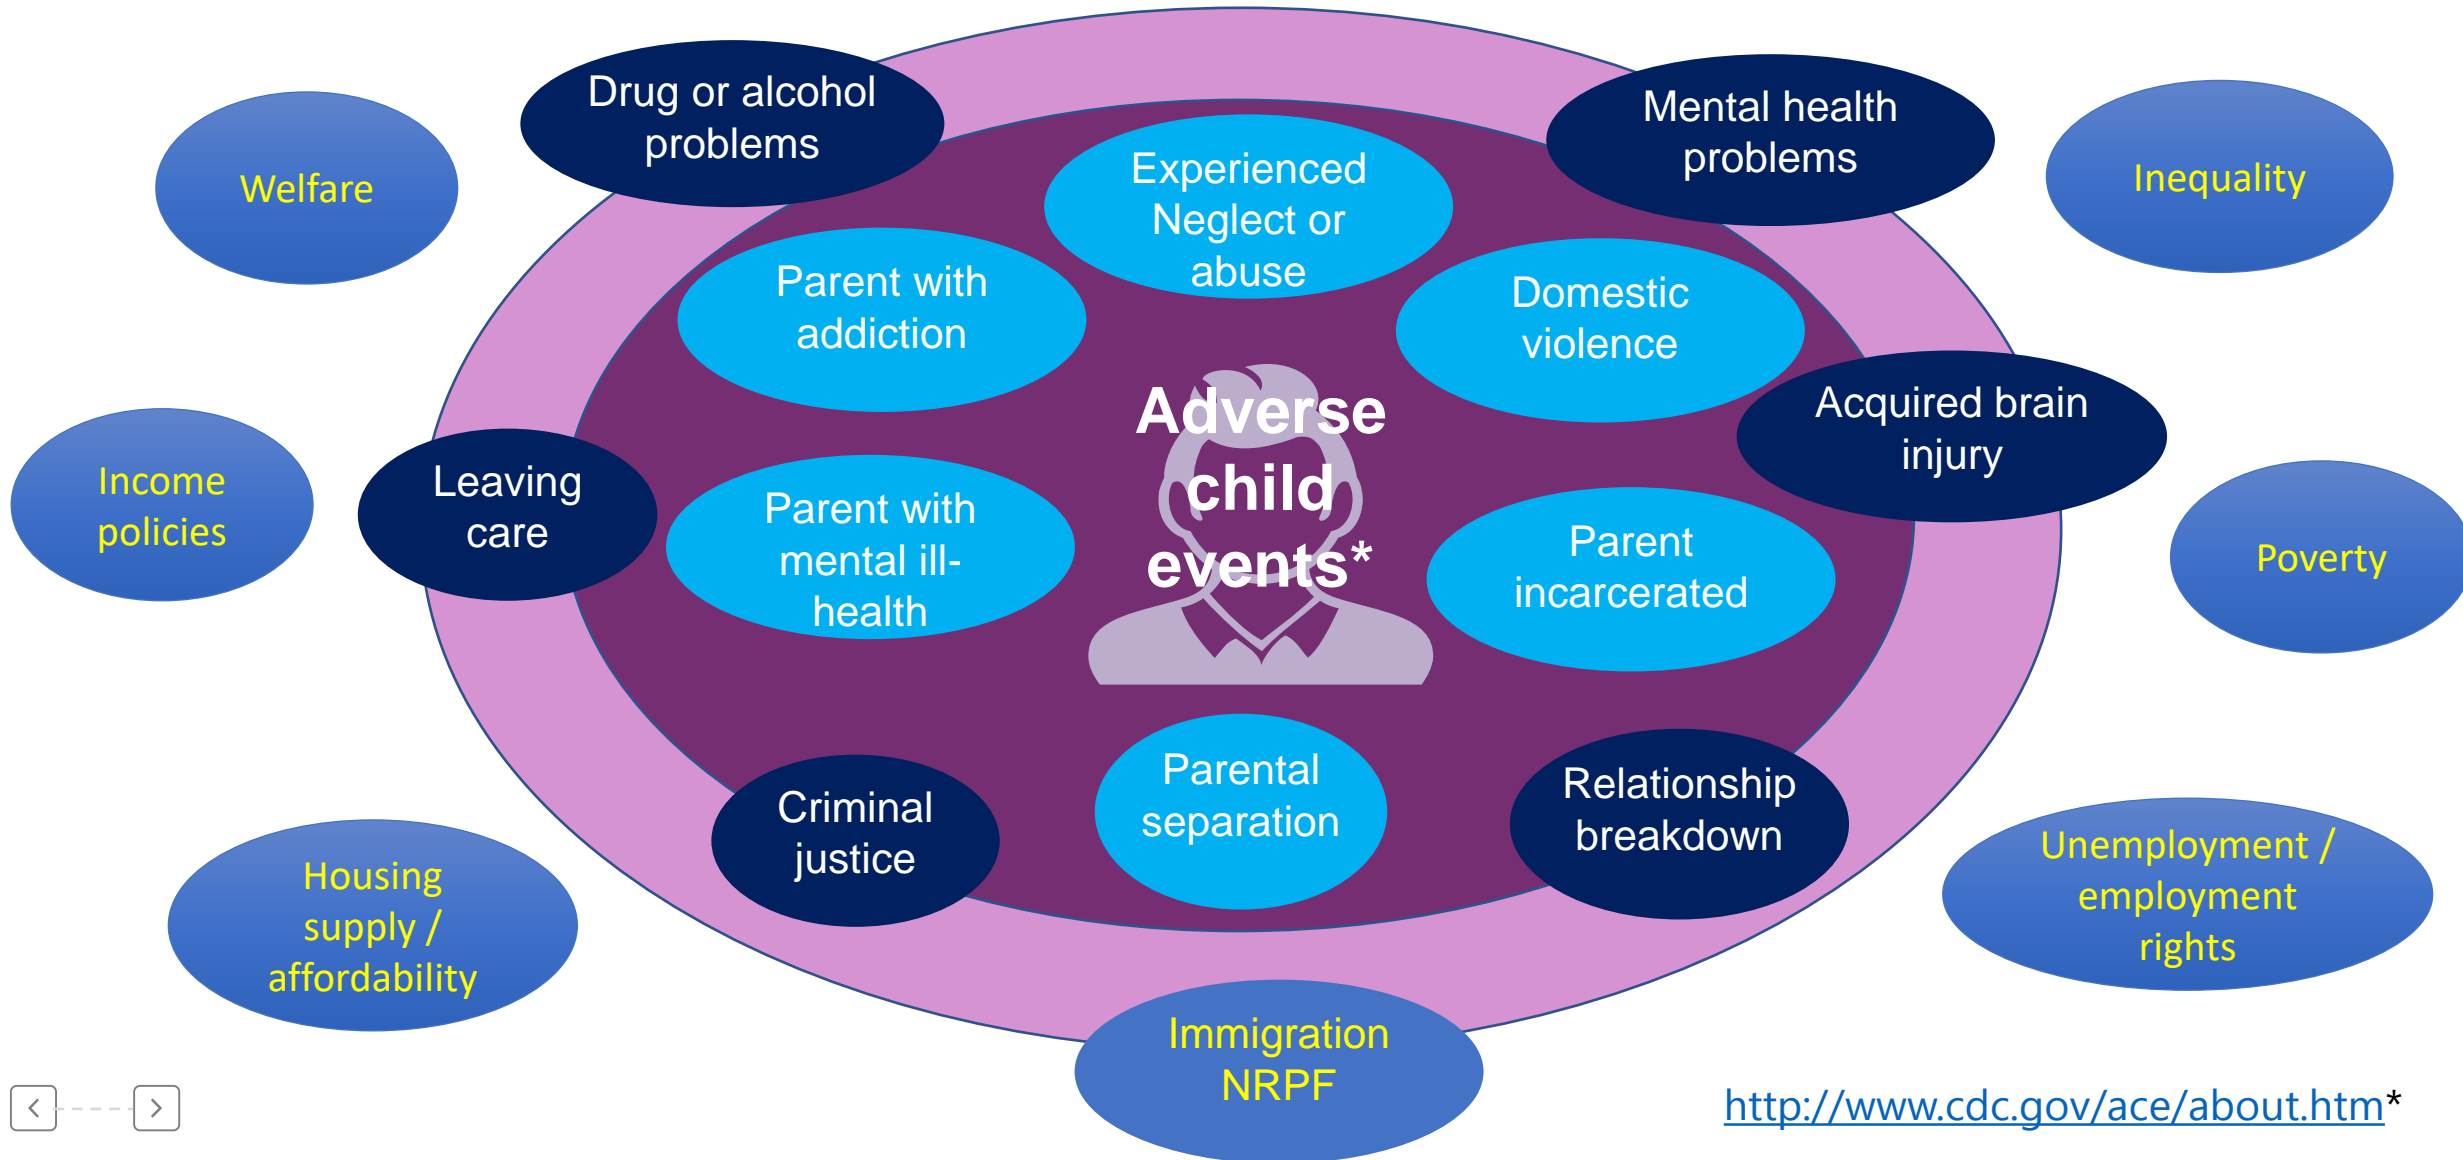 Drug or alcohol
problems
Mental health
problems
Welfare
Experienced
Neglect or
abuse
Inequality
Parent with
addiction
Domestic
violence
Adverse
child
events*
Acquired brain
injury
Income
policies
Leaving
care
Parent with
mental ill-
health
Parent
incarcerated
Poverty
Criminal
justice
Parental
separation
Relationship
breakdown
Housing
supply /
affordability
Unemployment /
employment
rights
Immigration
NRPF
http://www.cdc.gov/ace/about.htm*